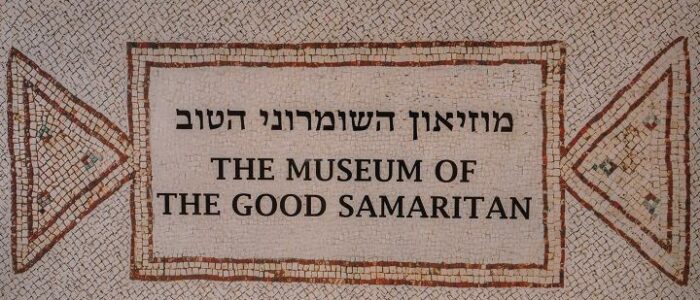 מוזיאון השומרוני הטוב
THE MUSEUM OF
THE GOOD SAMARITAN